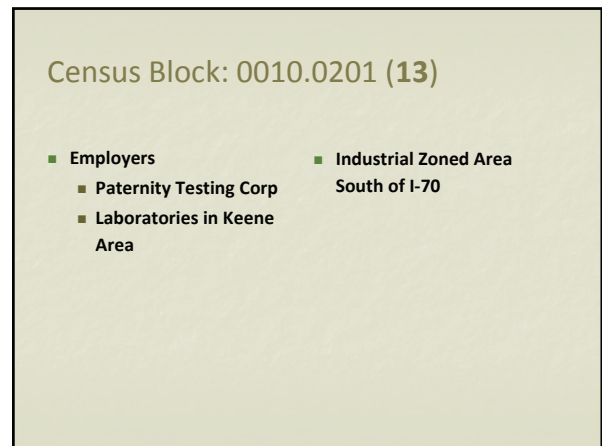 Census Block: 0010.0201 (13)
Employers
Paternity Testing Corp
Laboratories in Keene
Area
Industrial Zoned Area
South of I-70